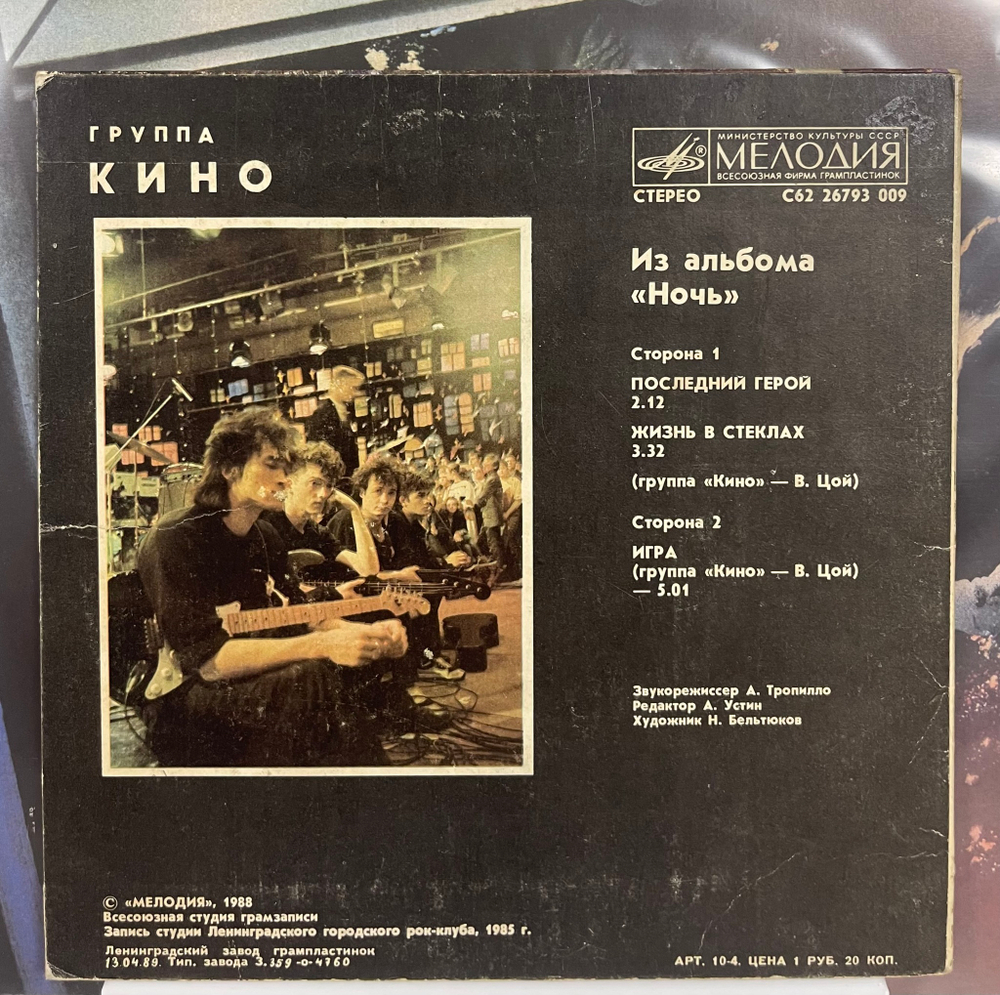 ГРУППА
КИНО
МИНИСТЕРСТВО КУЛЬТУРЫ СССР
®
МЕЛОДИЯ
ВСЕСОЮЗНАЯ ФИРМА ГРАМПЛАСТИНОК
СТЕРЕО С62 26793 009
Из альбома
«Ночь»
Сторона 1
ПОСЛЕДНИЙ ГЕРОЙ
2.12
ЖИЗНЬ В СТЕКЛАХ
3.32
(группа «Кино» — В. Цой)
Сторона 2
ИГРА
(группа «Кино» — В. Цой)
— 5.01
Звукорежиссер А. Тропилло
Редактор А. Устин
Художник Н. Бельтюков
© «МЕЛОДИЯ», 1988
Всесоюзная студия грамзаписи
Запись студии Ленинградского городского рок-клуба, 1985 г.
Ленинградский завод грампластинок
13.04.89. Тип. завода З.359-о-4760
АРТ. 10-4. ЦЕНА 1 РУБ. 20 КОП.